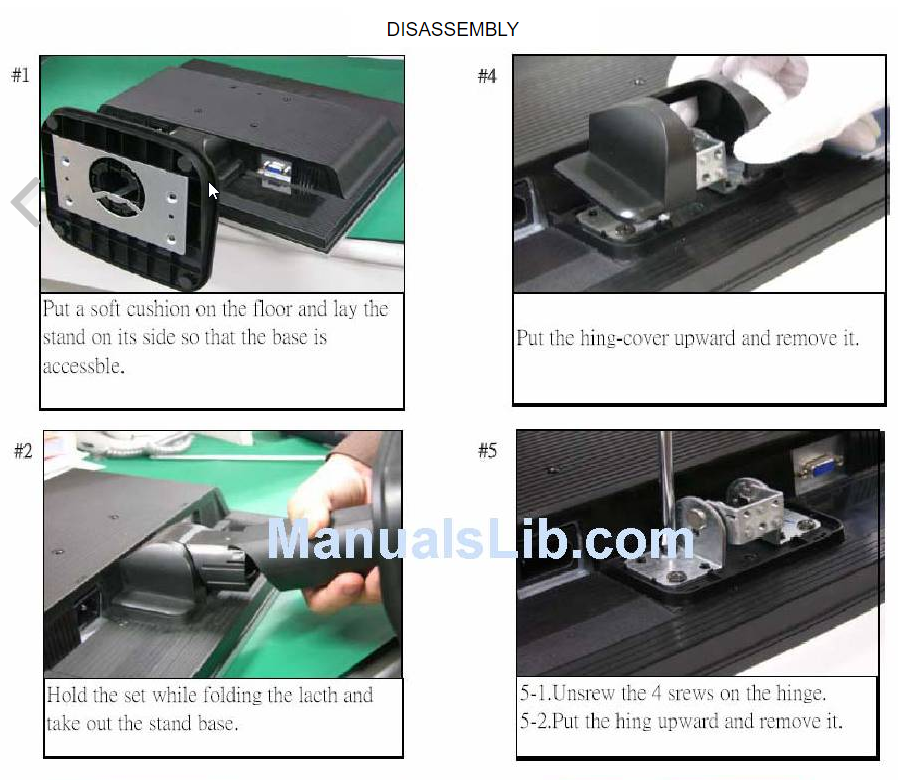 DISASSEMBLY
#1
Put a soft cushion on the floor and lay the
stand on its side so that the base is
accessble.
#2
Hold the set while folding the lacth and
take out the stand base.
#4
Put the hing-cover upward and remove it.
#5
5-1.Unsrew the 4 srews on the hinge.
5-2.Put the hing upward and remove it.
ManualsLib.com